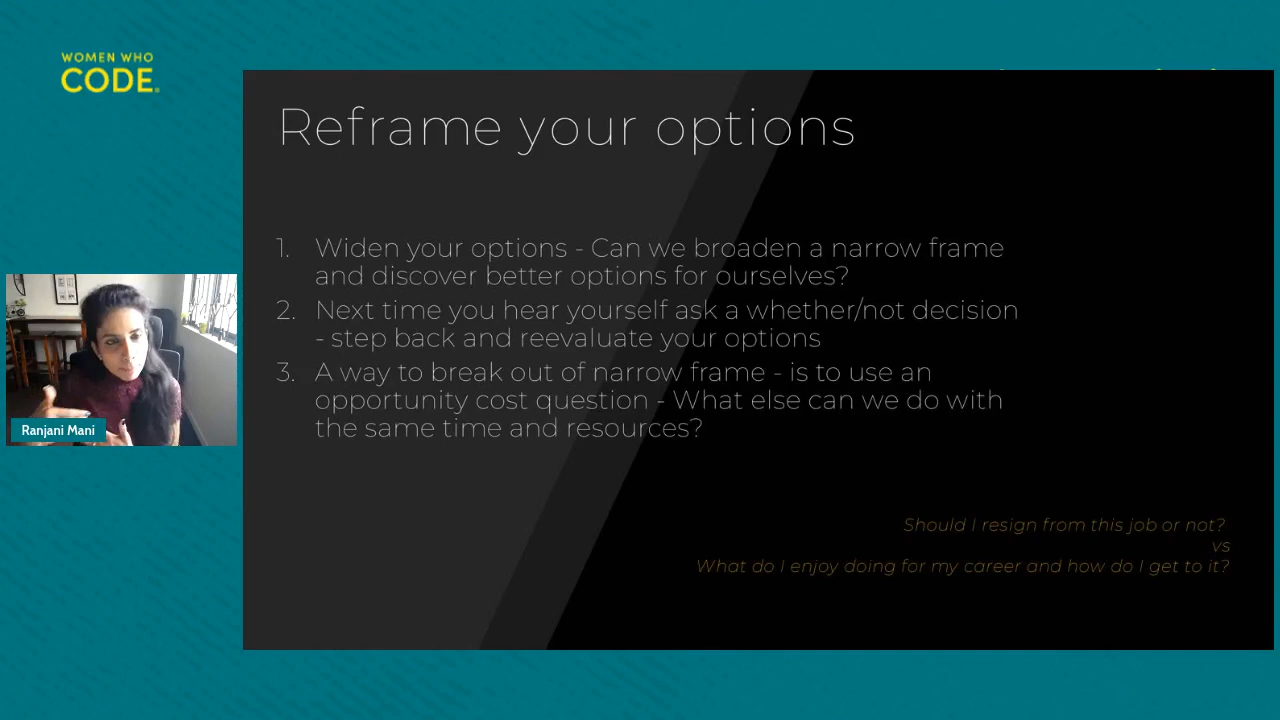 WOMEN WHO
CODE
Reframe your options
1. Widen your options - Can we broaden a narrow frame
and discover better options for ourselves?
2. Next time you hear yourself ask a whether/not decision
- step back and reevaluate your options
3. A way to break out of narrow frame - is to use an
opportunity cost question - What else can we do with
the same time and resources?
Ranjani Mani
Should I resign from this job or not?
vs
What do I enjoy doing for my career and how do I get to it?